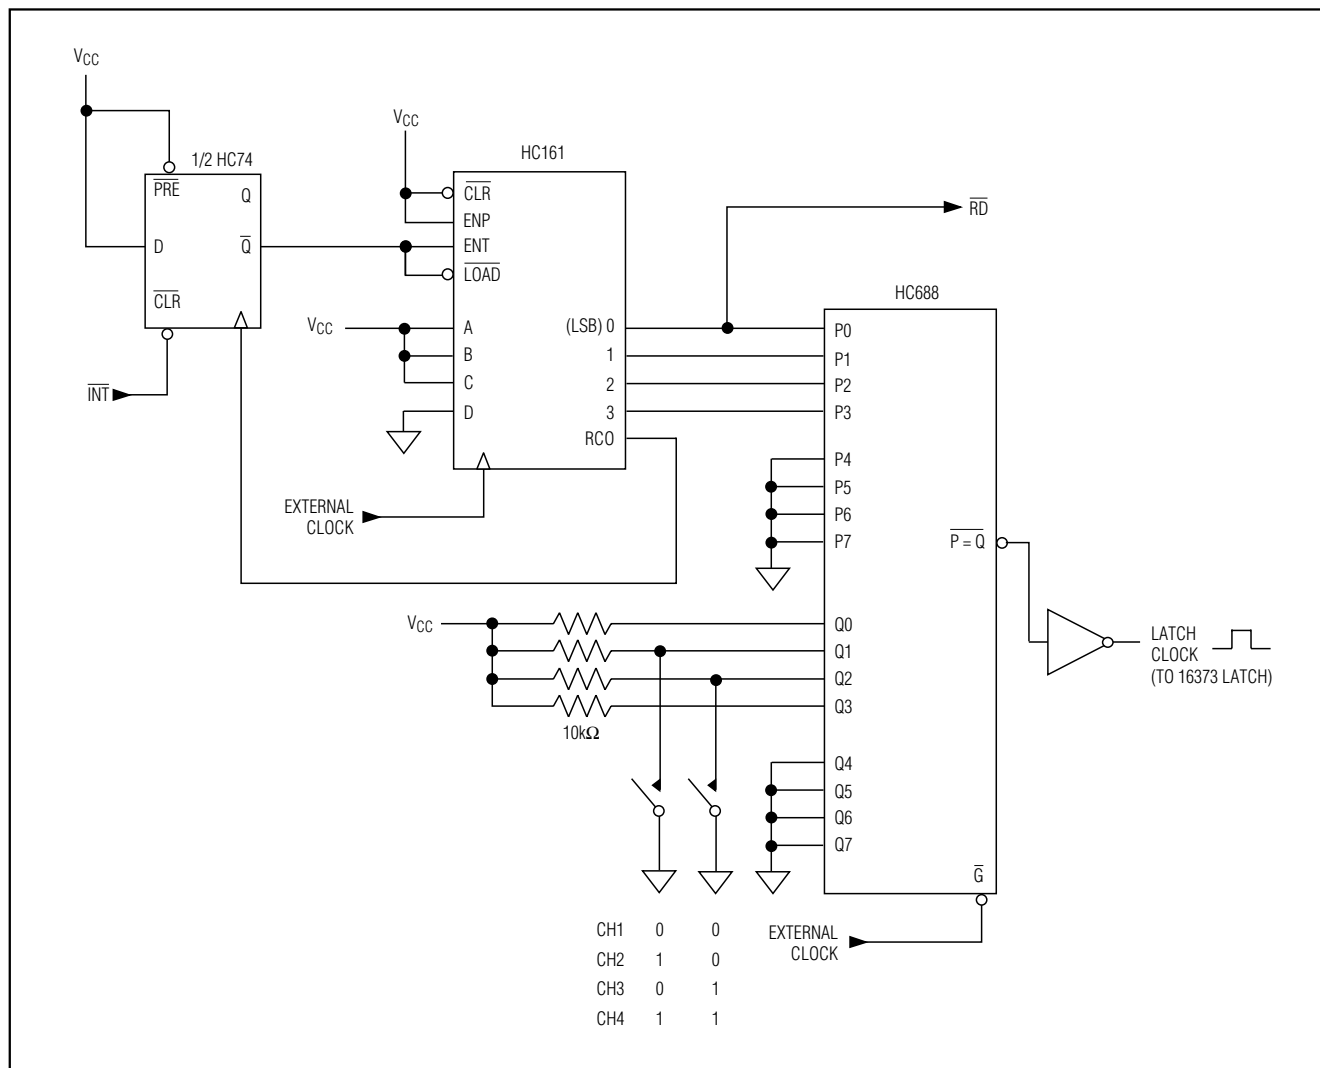 VCC
1/2 HC74
PRE
Q
D
Q
CLR
INT
VCC
HC161
CLR
ENP
ENT
LOAD
VCC
A
B
C
D
(LSB) 0
1
2
3
RCO
EXTERNAL
CLOCK
RD
HC688
P0
P1
P2
P3
P4
P5
P6
P7
P = Q
VCC
Q0
Q1
Q2
Q3
10kΩ
Q4
Q5
Q6
Q7
G
LATCH
CLOCK
(TO 16373 LATCH)
EXTERNAL
CLOCK
CH1 0 0
CH2 1 0
CH3 0 1
CH4 1 1